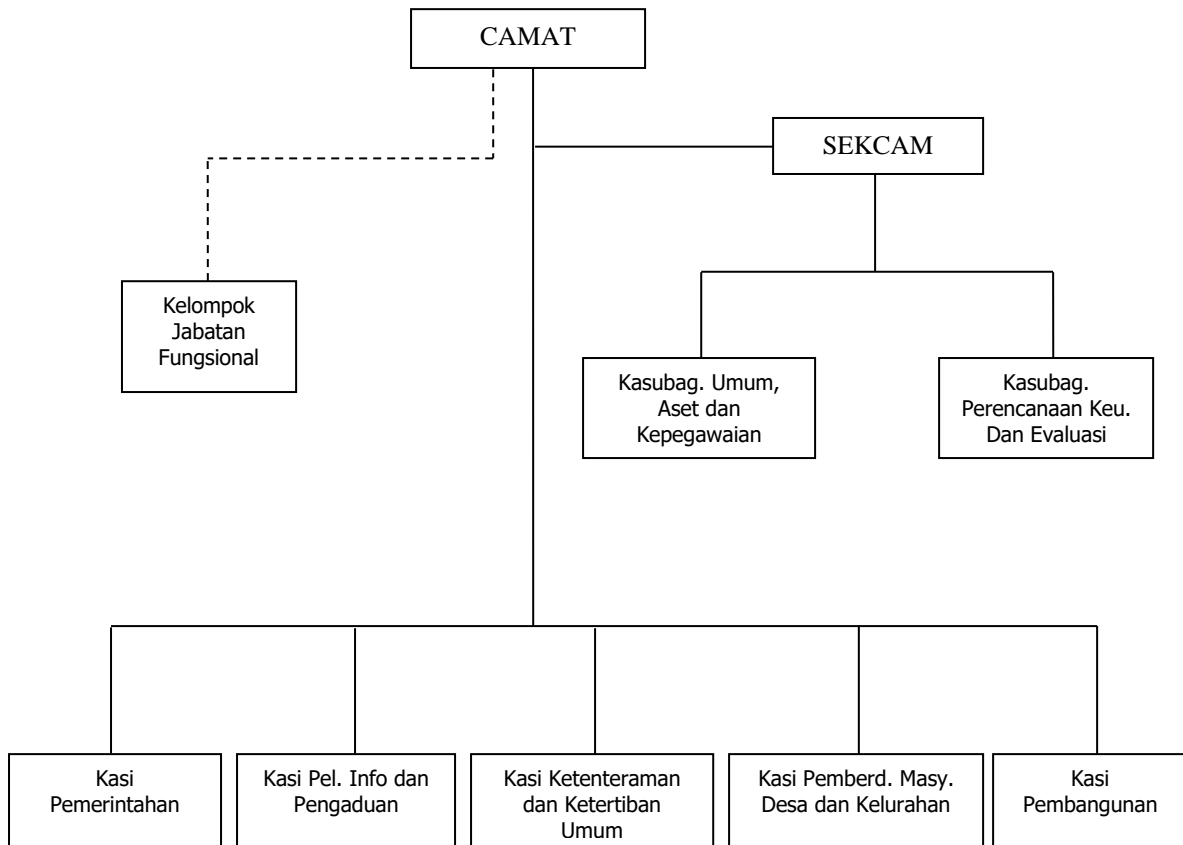 CAMAT
SEKCAM
Kelompok
Jabatan
Fungsional
Kasubag. Umum,
Aset dan
Kepegawaian
Kasubag.
Perencanaan Keu.
Dan Evaluasi
Kasi
Pemerintahan
Kasi Pel. Info dan
Pengaduan
Kasi Ketenteraman
dan Ketertiban
Umum
Kasi Pemberd. Masy.
Desa dan Kelurahan
Kasi
Pembangunan